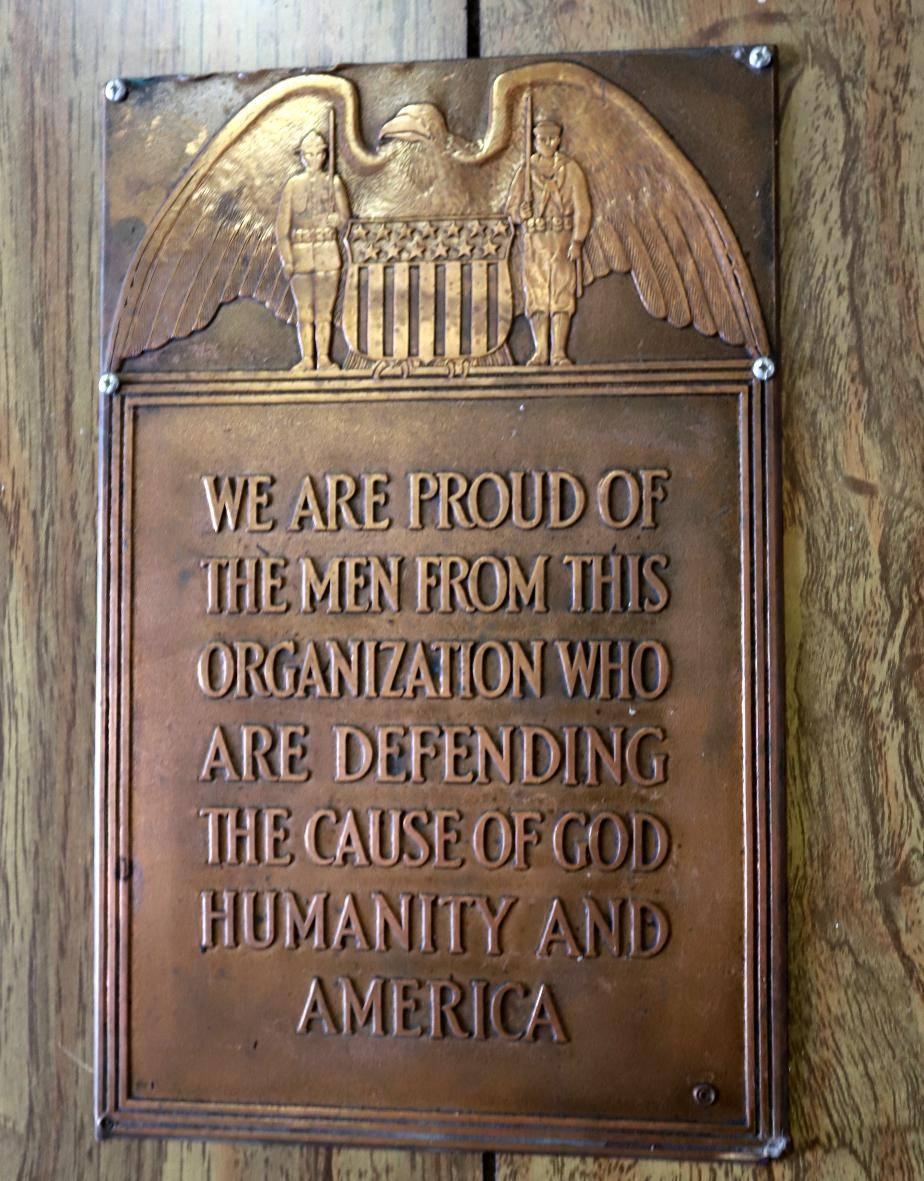 WE ARE PROUD OF
THE MEN FROM THIS
ORGANIZATION WHO
ARE DEFENDING
THE CAUSE OF GOD
HUMANITY AND
AMERICA
©